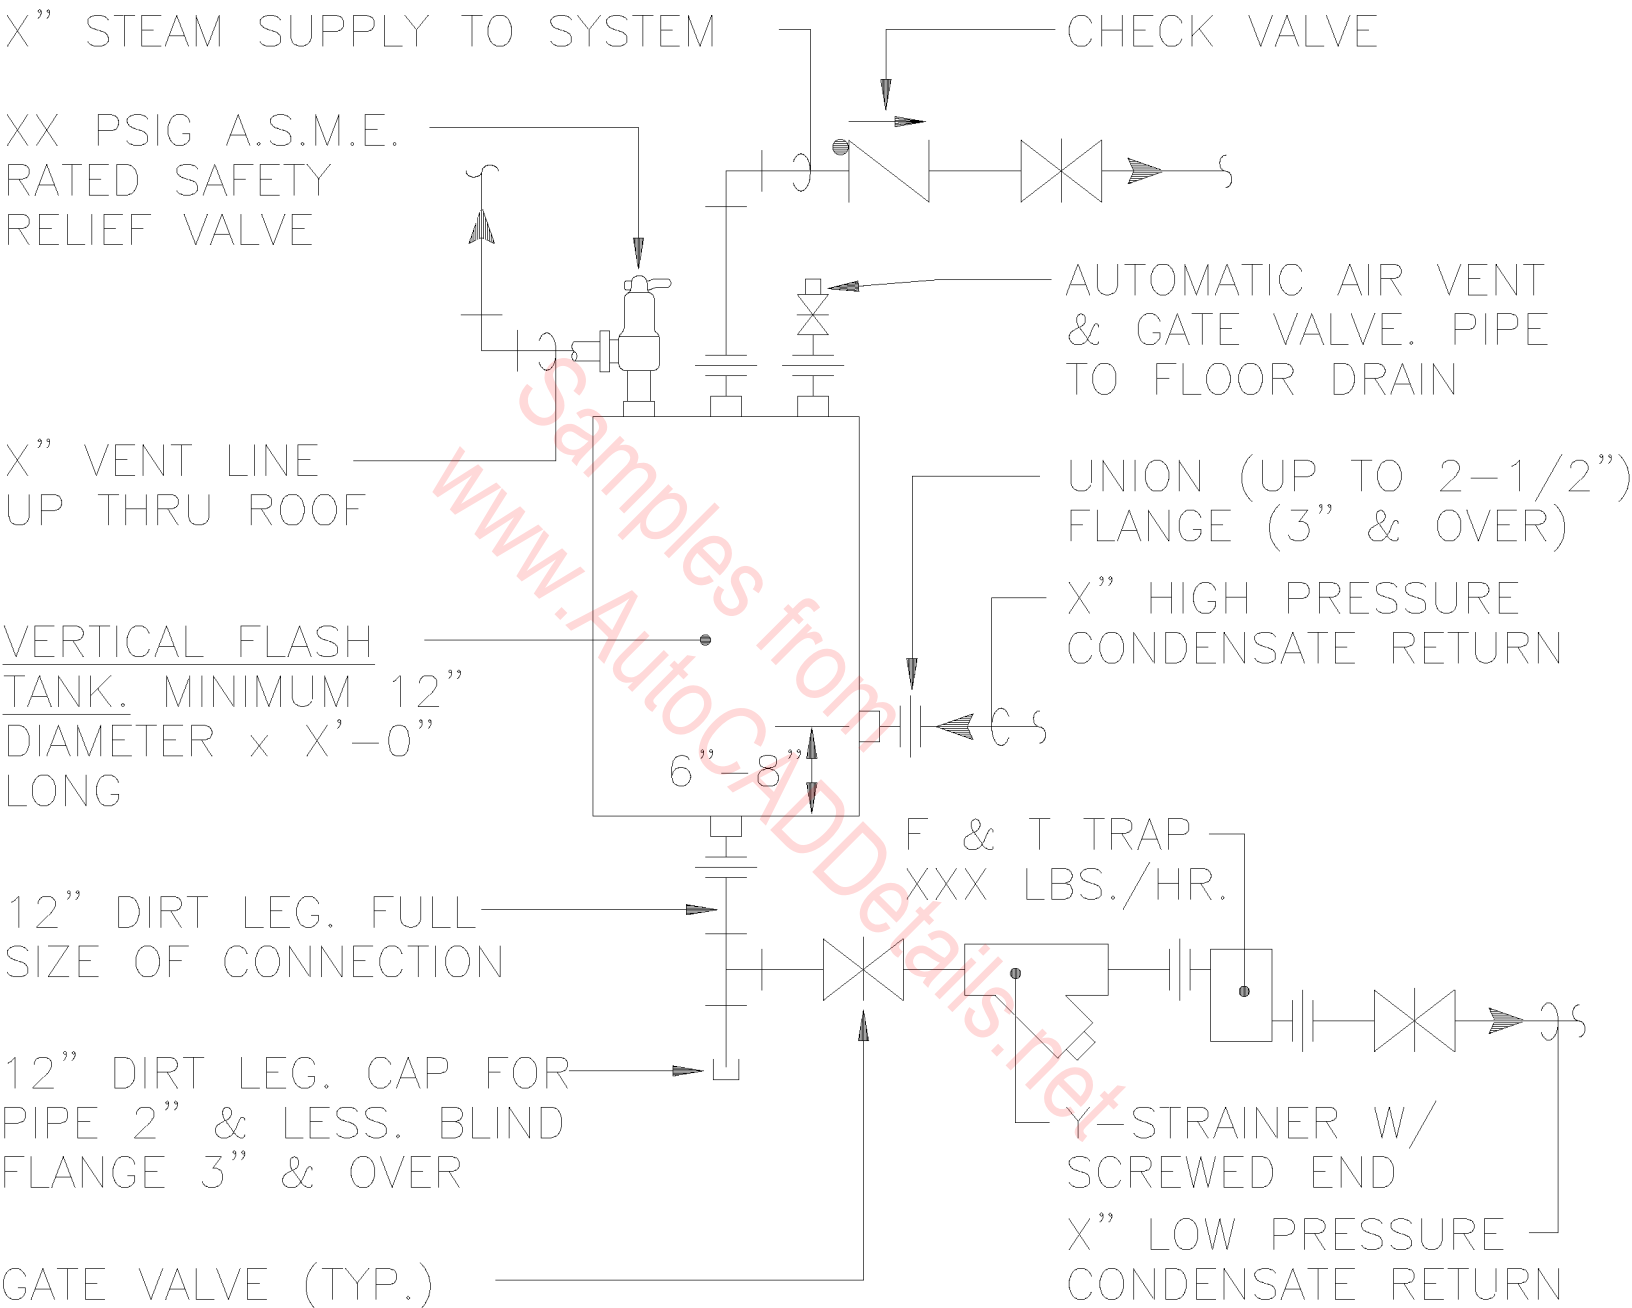 X” STEAM SUPPLY TO SYSTEM
CHECK VALVE
XX PSIG A.S.M.E.
RATED SAFETY
RELIEF VALVE
AUTOMATIC AIR VENT
& GATE VALVE. PIPE
TO FLOOR DRAIN
X” VENT LINE
UP THRU ROOF
UNION (UP TO 2-1/2”)
FLANGE (3” & OVER)
X” HIGH PRESSURE
CONDENSATE RETURN
VERTICAL FLASH
TANK. MINIMUM 12”
DIAMETER x X’-0”
LONG
6”-8”
F & T TRAP
XXX LBS./HR.
12” DIRT LEG. FULL
SIZE OF CONNECTION
12” DIRT LEG. CAP FOR
PIPE 2” & LESS. BLIND
FLANGE 3” & OVER
Y-STRAINER W/
SCREWED END
X” LOW PRESSURE
CONDENSATE RETURN
GATE VALVE (TYP.)
Samples from
www.AutoCADDetails.net